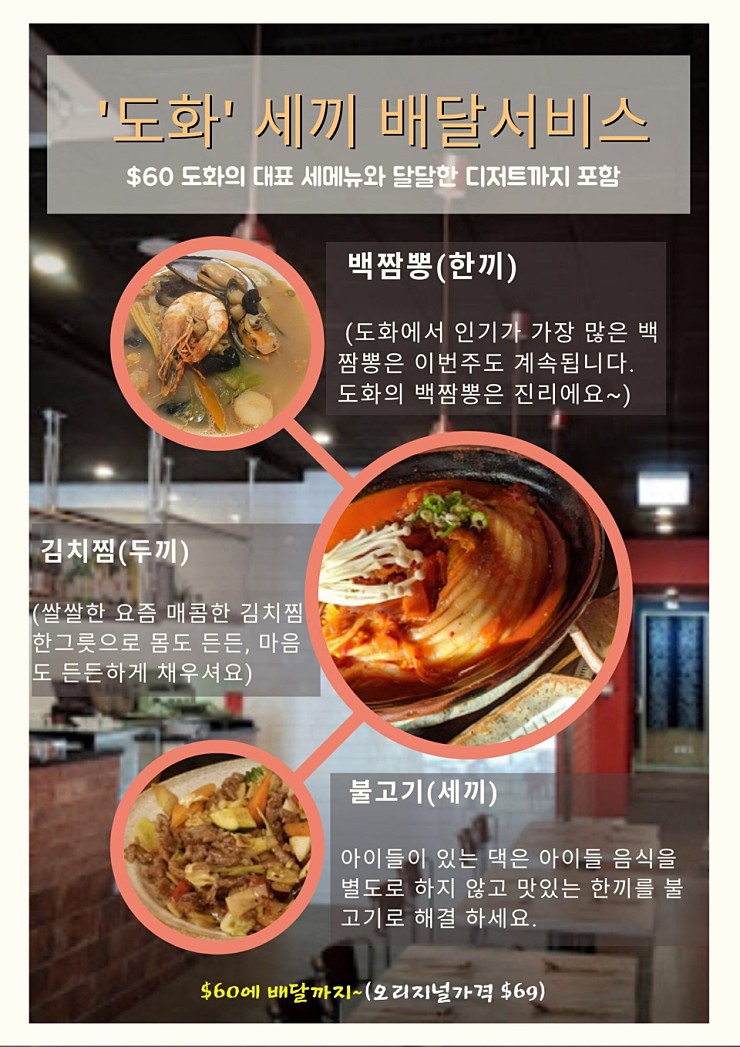 '도화' 세끼 배달서비스
$60 도화의 대표 세메뉴와 달달한 디저트까지 포함
백짬뽕(한끼)
(도화에서 인기가 가장 많은 백
짬뽕은 이번주도 계속됩니다.
도화의 백짬뽕은 진리에요~)
김치찜(두끼)
(쌀쌀한 요즘 매콤한 김치찜
한그릇으로 몸도 든든, 마음
도 든든하게 채우셔요)
불고기(세끼)
아이들이 있는 댁은 아이들 음식을
별도로 하지 않고 맛있는 한끼를 불
고기로 해결 하세요.
$60에 배달까지~(오리지널가격 $69)